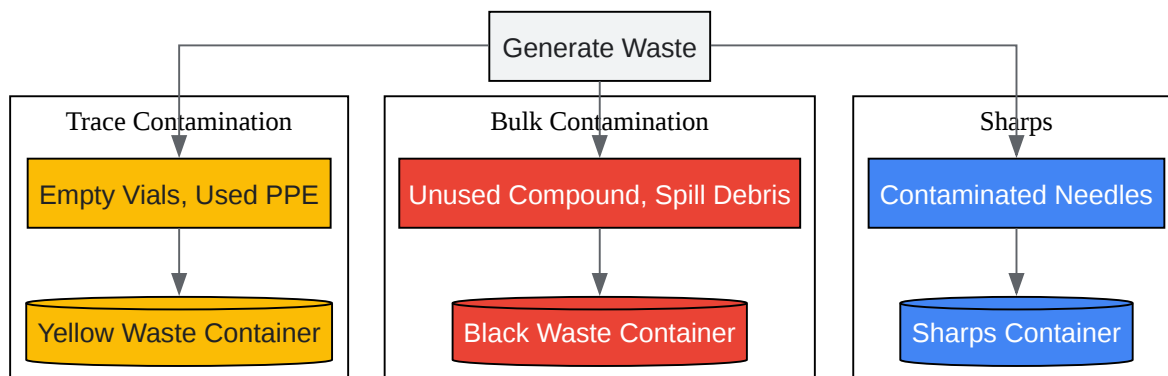 Generate Waste
Trace Contamination
Bulk Contamination
Sharps
Empty Vials, Used PPE
Unused Compound, Spill Debris
Contaminated Needles
Yellow Waste Container
Black Waste Container
Sharps Container